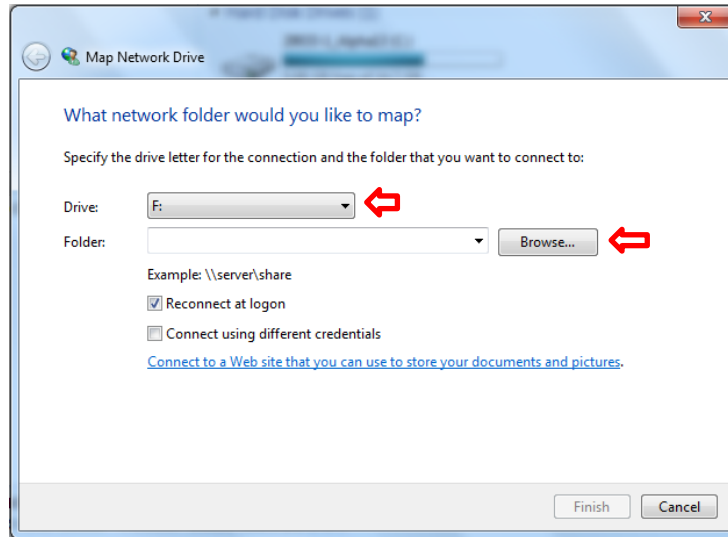 Map Network Drive
What network folder would you like to map?
Specify the drive letter for the connection and the folder that you want to connect to:
Drive: F:
Folder: Browse...
Example: \\server\share
Reconnect at logon
Connect using different credentials
Connect to a Web site that you can use to store your documents and pictures.
Finish Cancel